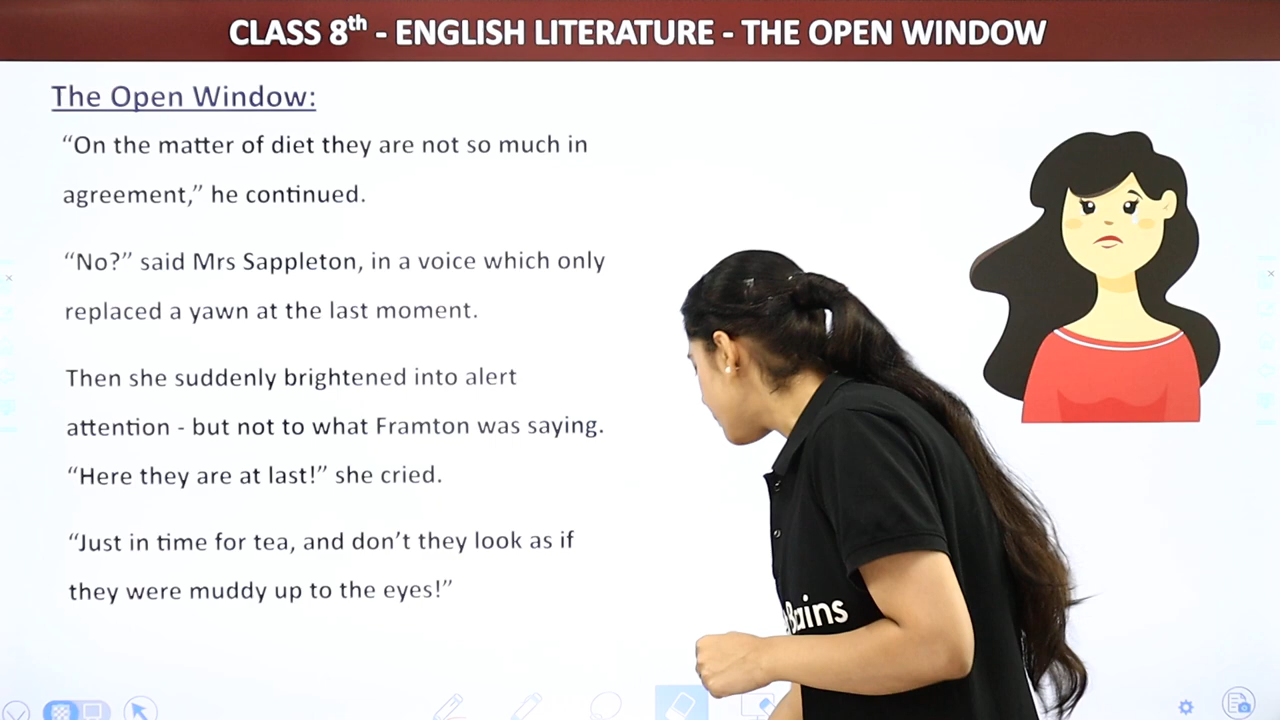 CLASS 8th - ENGLISH LITERATURE - THE OPEN WINDOW
The Open Window:
“On the matter of diet they are not so much in
agreement,” he continued.
“No?” said Mrs Sappleton, in a voice which only
replaced a yawn at the last moment.
Then she suddenly brightened into alert
attention - but not to what Framton was saying.
“Here they are at last!” she cried.
“Just in time for tea, and don’t they look as if
they were muddy up to the eyes!”